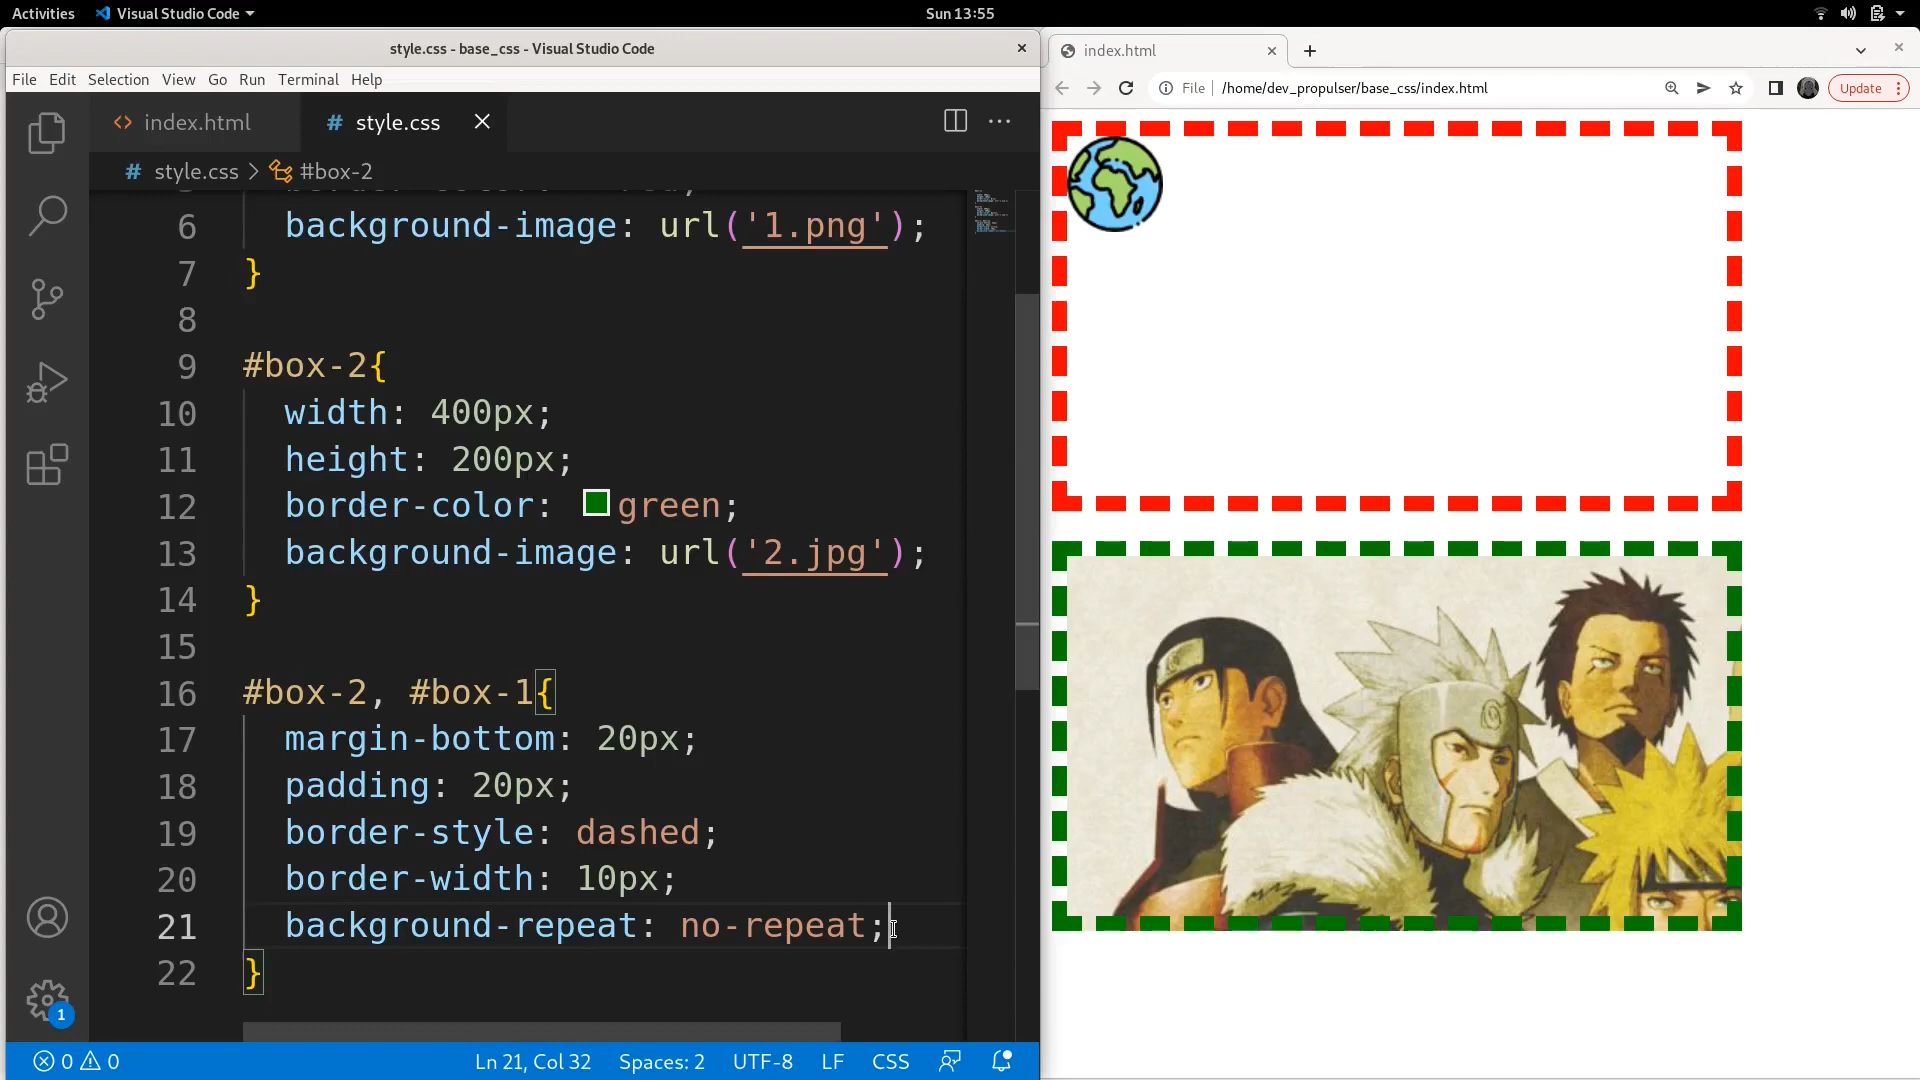 Activities
Visual Studio Code
Sun 13:55
style.css - base_css - Visual Studio Code
File Edit Selection View Go Run Terminal Help
index.html
style.css
style.css > #box-2
6 background-image: url('1.png');
7 }
8
9 #box-2{
10 width: 400px;
11 height: 200px;
12 border-color: green;
13 background-image: url('2.jpg');
14 }
15
16 #box-2, #box-1{
17 margin-bottom: 20px;
18 padding: 20px;
19 border-style: dashed;
20 border-width: 10px;
21 background-repeat: no-repeat;
22 }
1
0 0
Ln 21, Col 32 Spaces: 2 UTF-8 LF CSS
index.html
File | /home/dev_propulser/base_css/index.html
Update